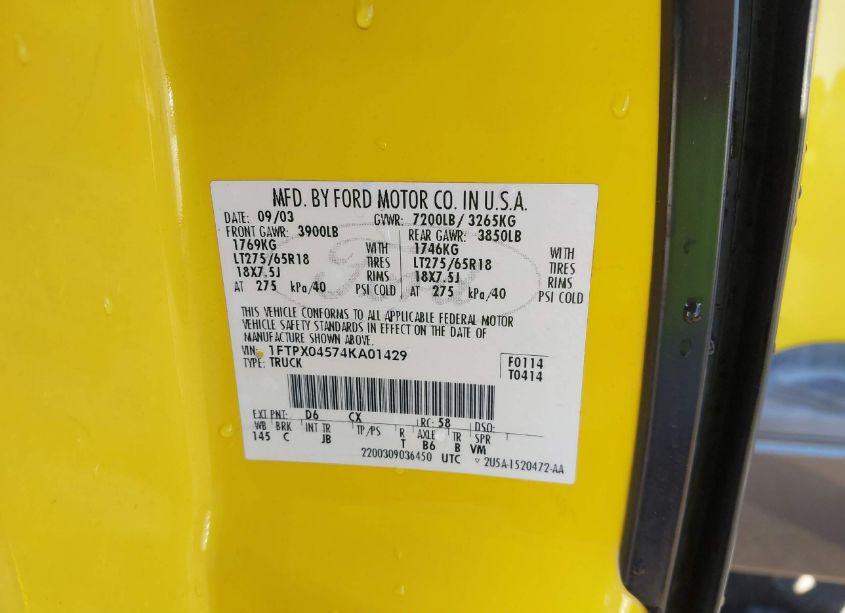 MFD. BY FORD MOTOR CO. IN U.S.A.
DATE: 09/03 GVWR: 7200LB/ 3265KG
FRONT GAWR: 3900LB REAR GAWR: 3850LB
1769KG WITH 1746KG WITH
LT275/65R18 TIRES LT275/65R18 TIRES
18X7.5J RIMS 18X7.5J RIMS
AT 275 kPa/40 PSI COLD AT 275 kPa/40 PSI COLD
Ford
THIS VEHICLE CONFORMS TO ALL APPLICABLE FEDERAL MOTOR
VEHICLE SAFETY STANDARDS IN EFFECT ON THE DATE OF
MANUFACTURE SHOWN ABOVE.
VIN: 1FTPX04574KA01429
TYPE: TRUCK
F0114
T0414
EXT PNT: D6 CX RC: 58 DSO:
WB BRK INT TR TP/PS R AXLE TR SPR
145 C JB T B6 B VM
2200309036450 UTC ▽ 2U5A-1520472-AA